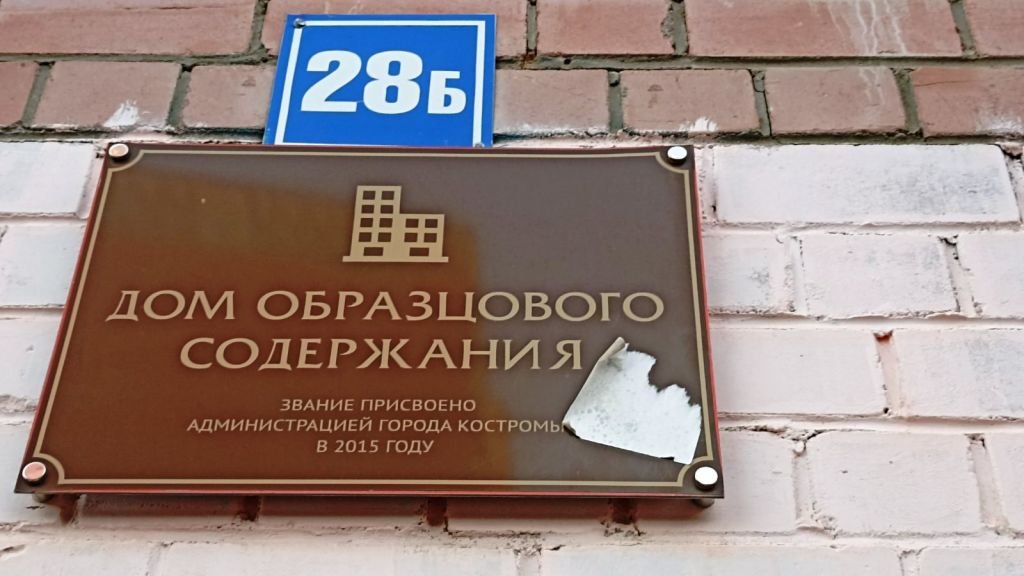 28Б
ДОМ ОБРАЗЦОВОГО
СОДЕРЖАНИЯ
ЗВАНИЕ ПРИСВОЕНО
АДМИНИСТРАЦИЕЙ ГОРОДА КОСТРОМЫ
В 2015 ГОДУ